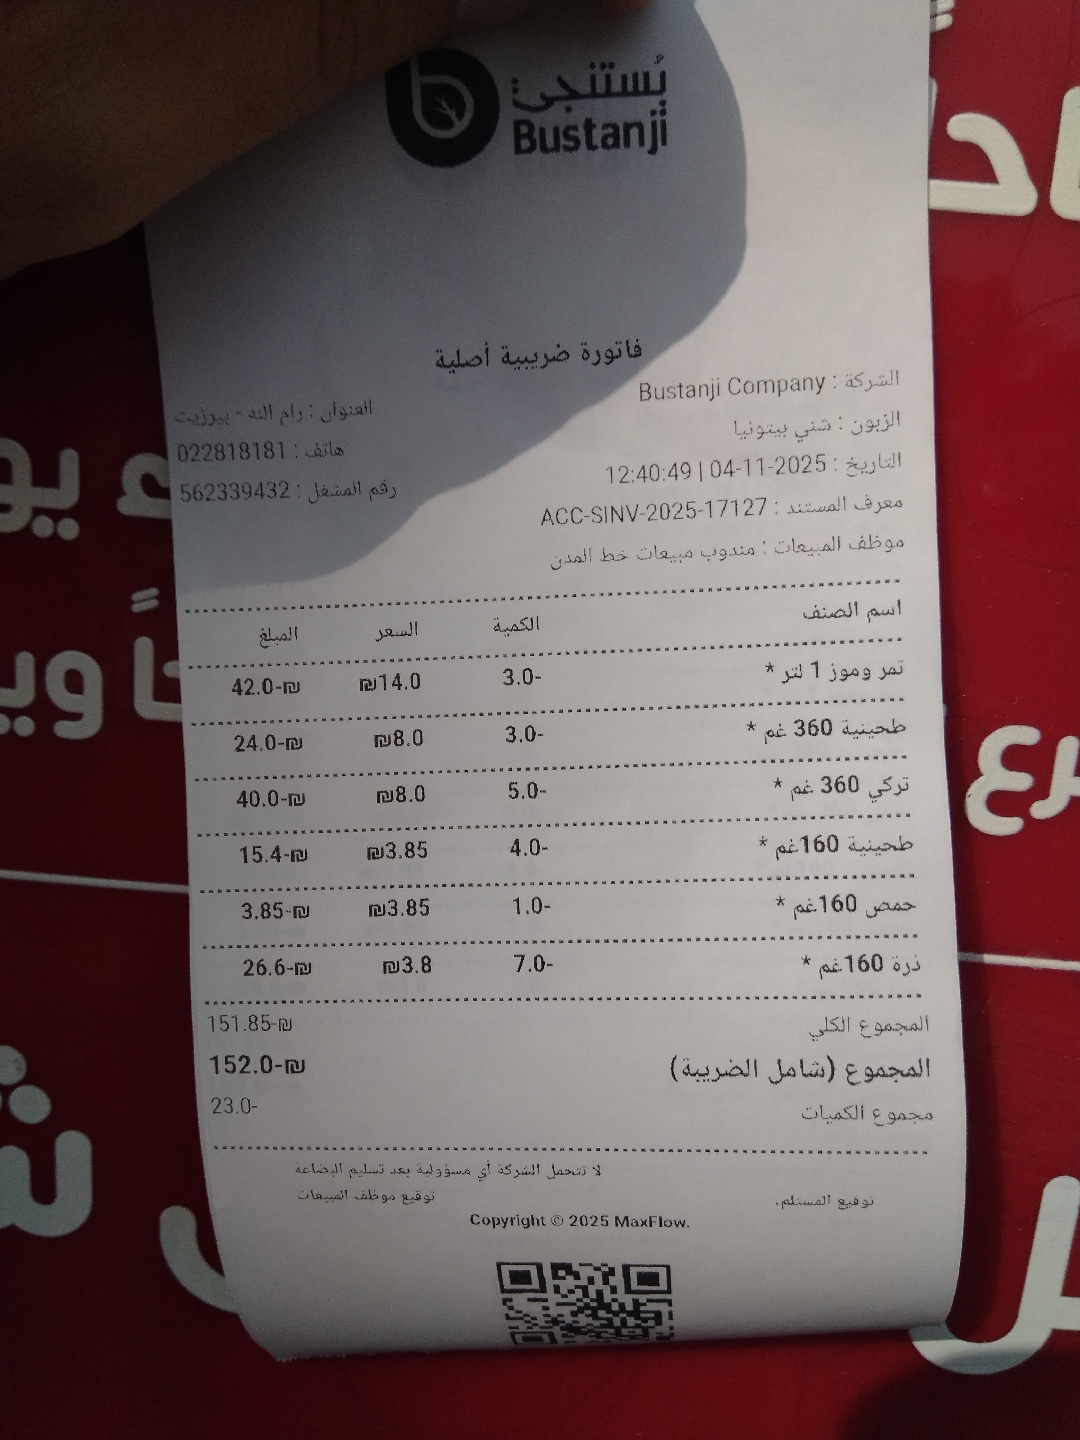 بُستنجي
Bustanji
فاتورة ضريبية أصلية
الشركة : Bustanji Company
العنوان : رام الله - بيرزيت
الزبون : شني بيتونيا
هاتف : 022818181
التاريخ : 04-11-2025 | 12:40:49
رقم المشغل : 562339432
معرف المستند : ACC-SINV-2025-17127
موظف المبيعات : مندوب مبيعات خط المدن
اسم الصنف الكمية السعر المبلغ
تمر وموز 1 لتر * 3.0- ₪14.0 42.0-₪
طحينية 360 غم * 3.0- ₪8.0 24.0-₪
تركي 360 غم * 5.0- ₪8.0 40.0-₪
طحينية 160غم * 4.0- ₪3.85 15.4-₪
حمص 160غم * 1.0- ₪3.85 3.85-₪
ذرة 160غم * 7.0- ₪3.8 26.6-₪
المجموع الكلي 151.85-₪
المجموع (شامل الضريبة) 152.0-₪
مجموع الكميات 23.0-
لا تتحمل الشركة أي مسؤولية بعد تسليم البضاعة
توقيع المستلم. توقيع موظف المبيعات
Copyright © 2025 MaxFlow.